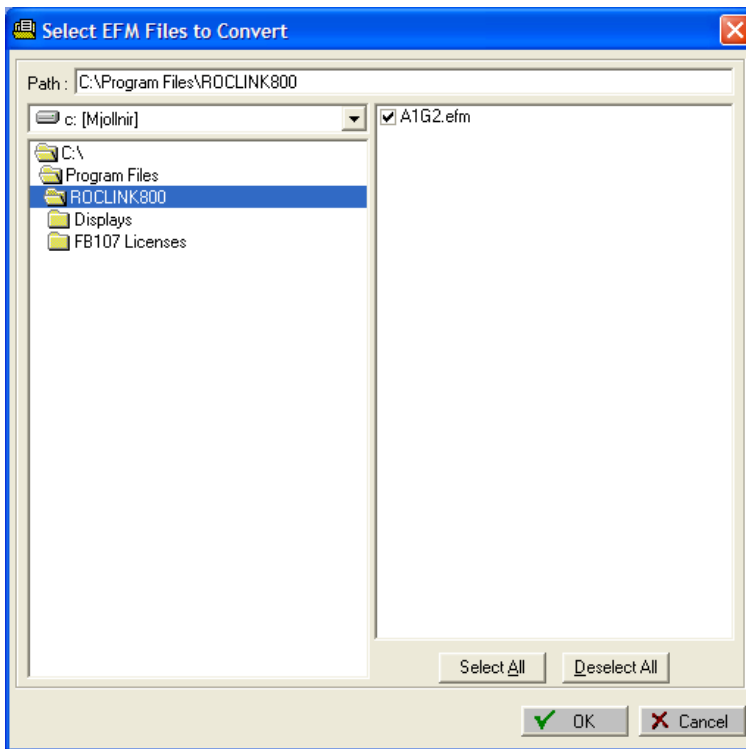 Select EFM Files to Convert
Path : C:\Program Files\ROCLINK800
c: [Mjollnir]
A1G2.efm
C:\
Program Files
ROCLINK800
Displays
FB107 Licenses
Select All Deselect All
OK Cancel